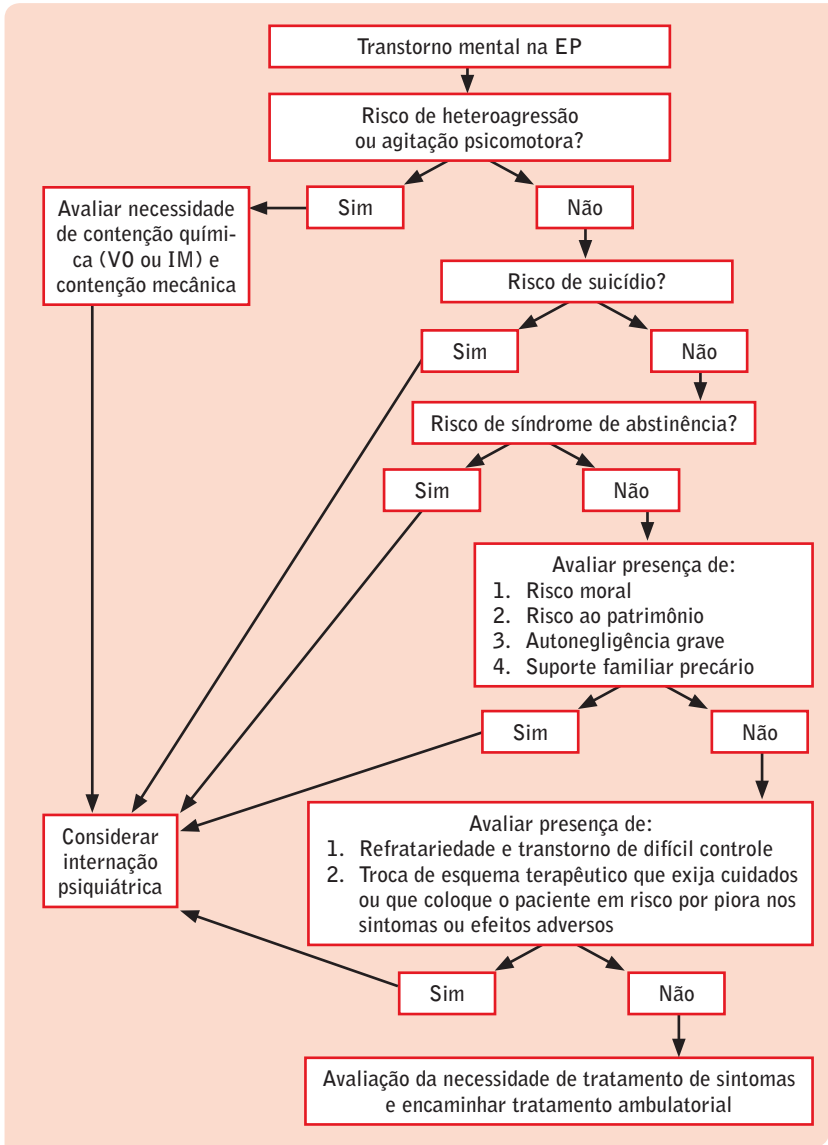 Transtorno mental na EP
Risco de heteroagressão
ou agitação psicomotora?
Sim
Não
Avaliar necessidade
de contenção quími-
ca (VO ou IM) e
contenção mecânica
Risco de suicídio?
Sim
Não
Risco de síndrome de abstinência?
Sim
Não
Avaliar presença de:
1. Risco moral
2. Risco ao patrimônio
3. Autonegligência grave
4. Suporte familiar precário
Sim
Não
Considerar
internação
psiquiátrica
Avaliar presença de:
1. Refratariedade e transtorno de difícil controle
2. Troca de esquema terapêutico que exija cuidados
ou que coloque o paciente em risco por piora nos
sintomas ou efeitos adversos
Sim
Não
Avaliação da necessidade de tratamento de sintomas
e encaminhar tratamento ambulatorial